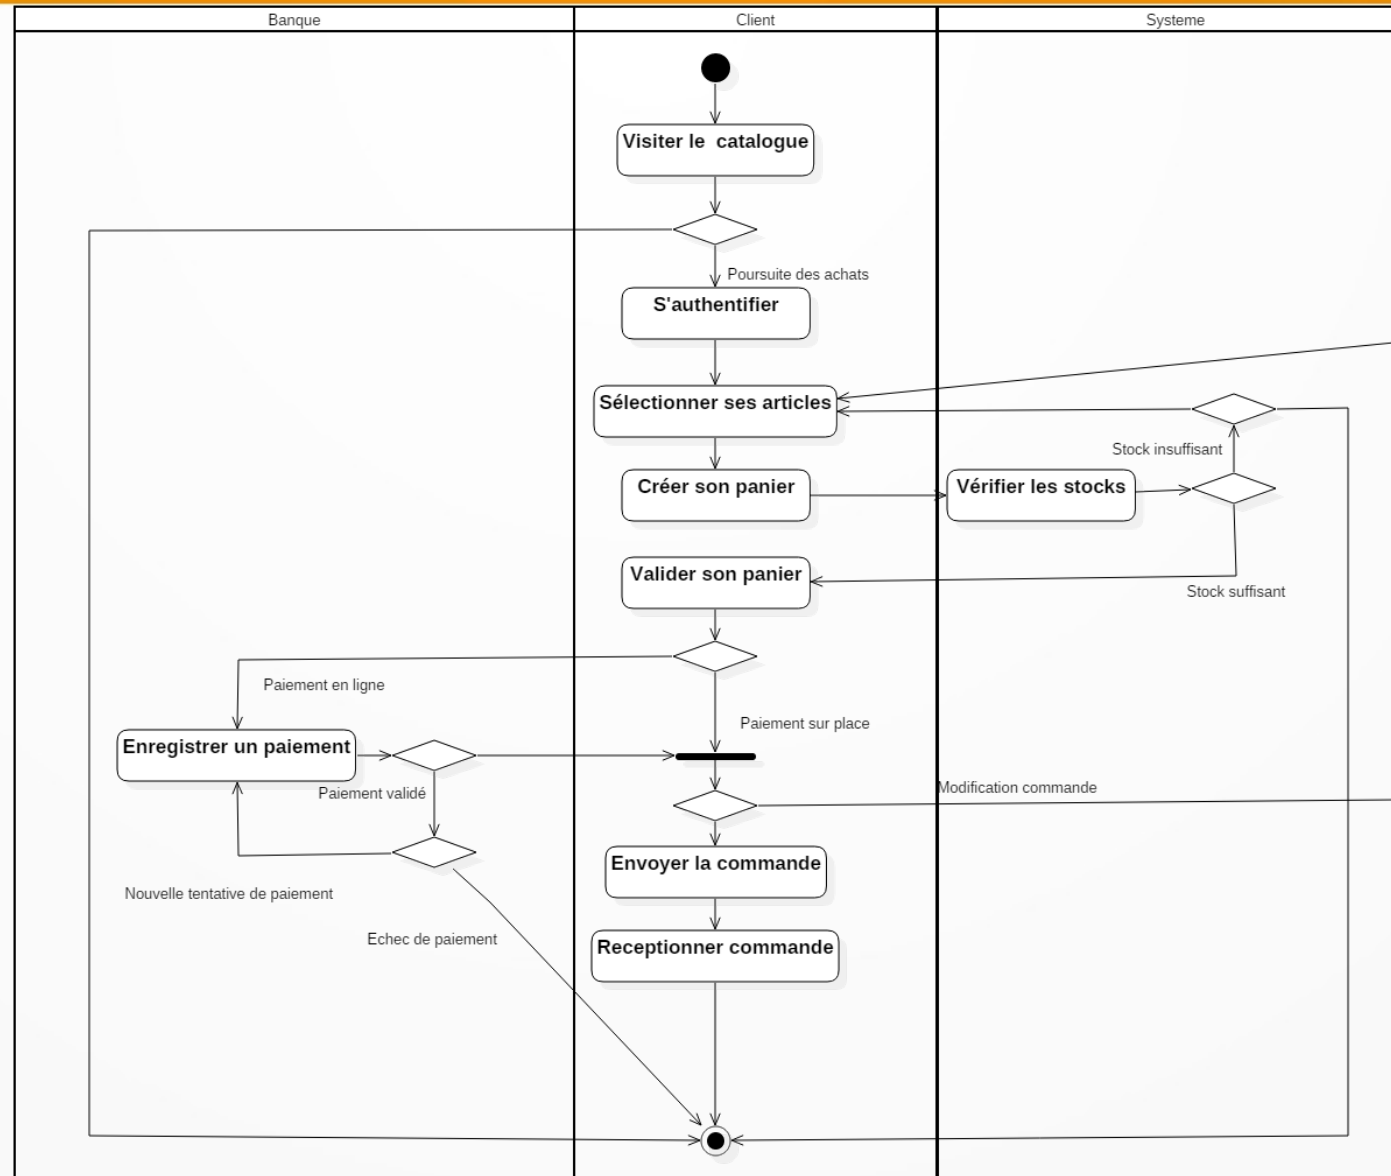 Banque
Client
Systeme
Visiter le  catalogue
Poursuite des achats
S'authentifier
Sélectionner ses articles
Stock insuffisant
Créer son panier
Vérifier les stocks
Valider son panier
Stock suffisant
Paiement en ligne
Paiement sur place
Enregistrer un paiement
Paiement validé
Modification commande
Envoyer la commande
Nouvelle tentative de paiement
Echec de paiement
Receptionner commande